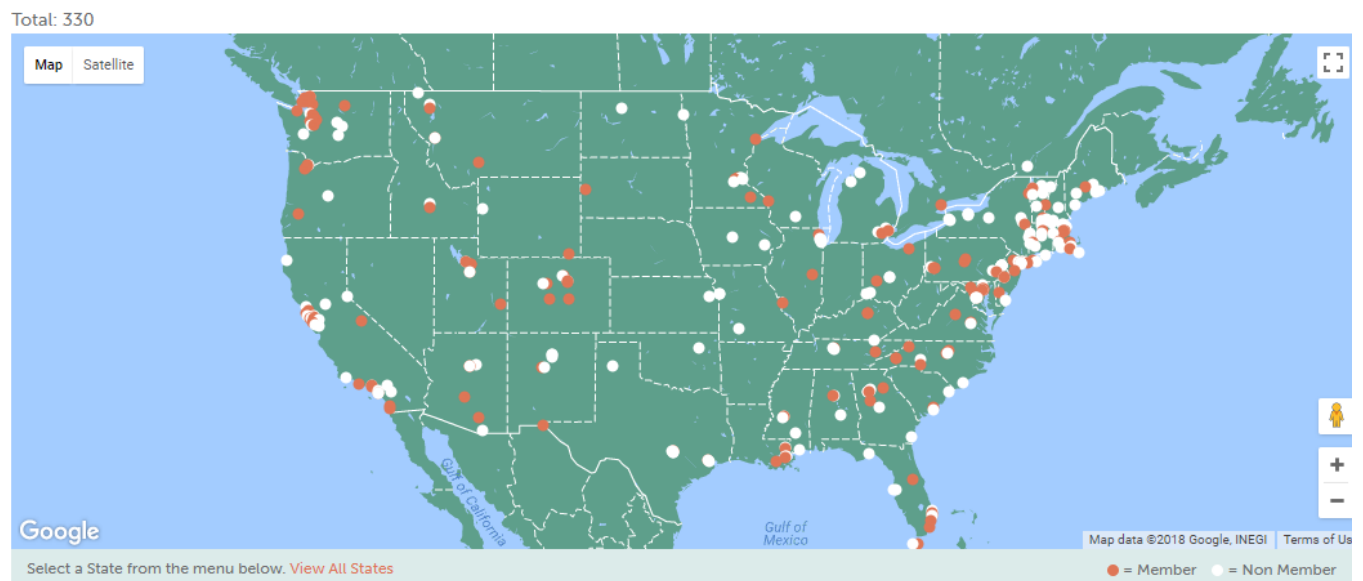 Total: 330
Map Satellite
Gulf of California
Gulf of
Mexico
Google
Map data ©2018 Google, INEGI Terms of Us
Select a State from the menu below. View All States
= Member = Non Member